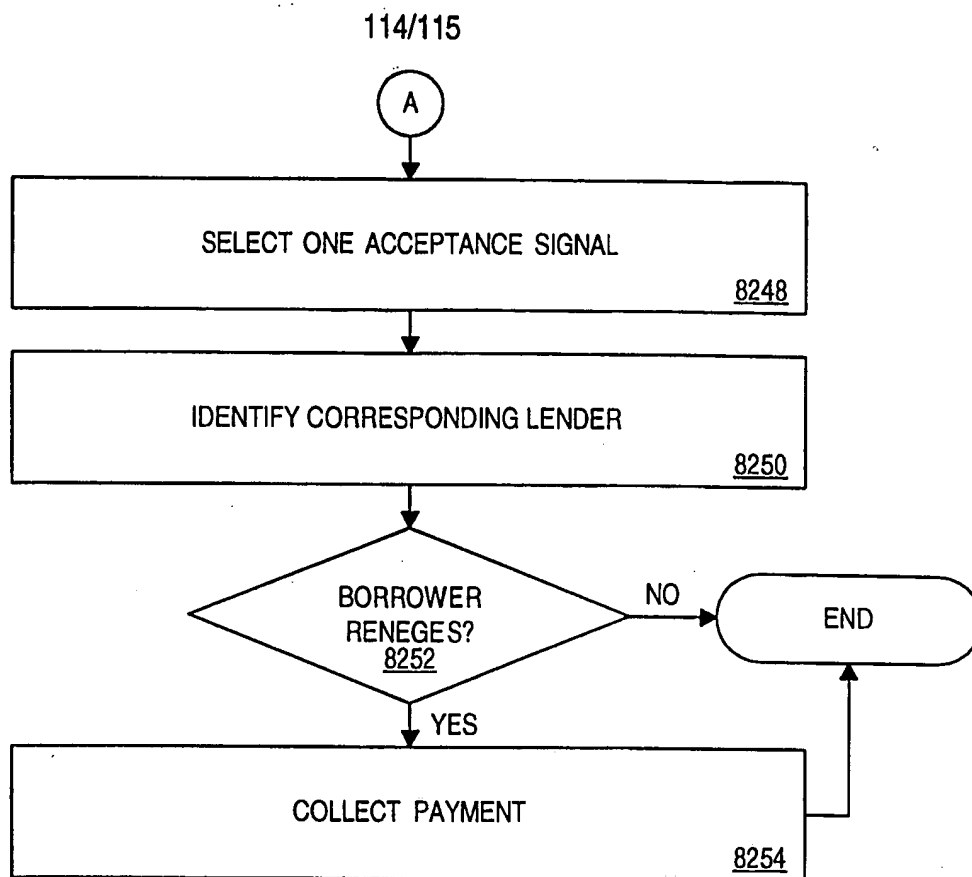 114/115
A
SELECT ONE ACCEPTANCE SIGNAL
8248
IDENTIFY CORRESPONDING LENDER
8250
BORROWER
RENEGES?
8252
NO
END
YES
COLLECT PAYMENT
8254